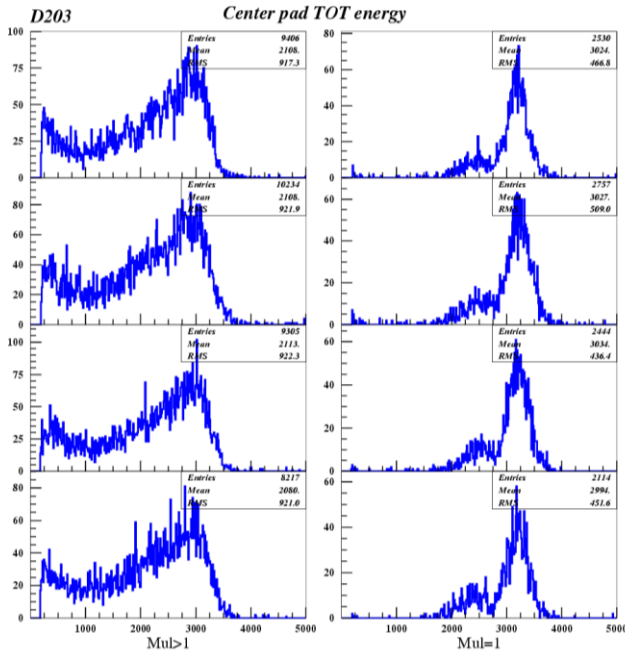 D203
Center pad TOT energy
Entries 9406
Mean 2108.
RMS 917.3
Entries 2530
Mean 3024.
RMS 466.8
100
75
50
25
0
80
60
40
20
0
Entries 10234
Mean 2108.
RMS 921.9
Entries 2757
Mean 3027.
RMS 509.0
80
60
40
20
0
60
40
20
0
Entries 9305
Mean 2113.
RMS 922.3
Entries 2444
Mean 3034.
RMS 436.4
100
75
50
25
0
60
40
20
0
Entries 8217
Mean 2080.
RMS 921.0
Entries 2114
Mean 2994.
RMS 451.6
80
60
40
20
0
60
40
20
0
1000 2000 3000 4000 5000
0 1000 2000 3000 4000 5000
Mul>1
Mul=1